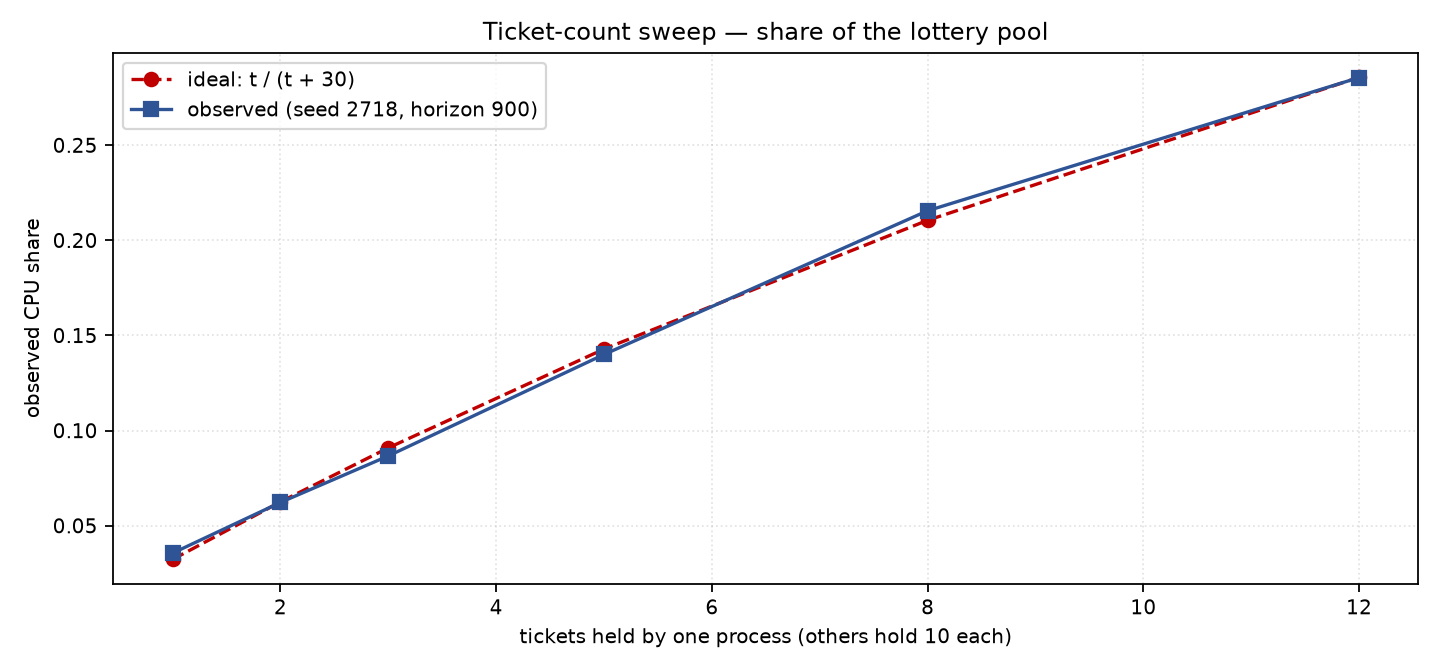 Ticket-count sweep — share of the lottery pool
ideal: t / (t + 30)
observed (seed 2718, horizon 900)
observed CPU share
0.25
0.20
0.15
0.10
0.05
2 4 6 8 10 12
tickets held by one process (others hold 10 each)